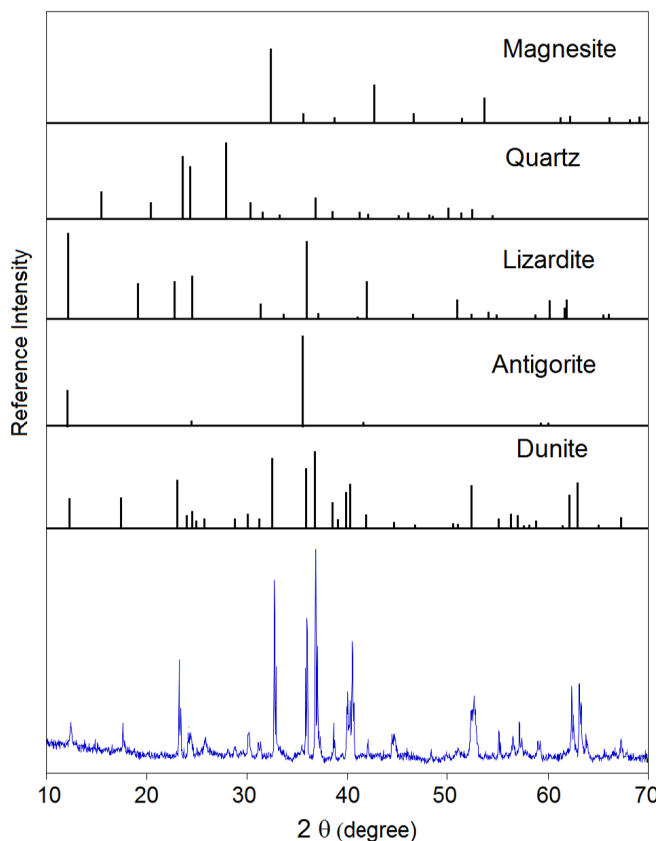 Magnesite
Quartz
Lizardite
Antigorite
Dunite
Reference Intensity
10 20 30 40 50 60 70
2 θ (degree)